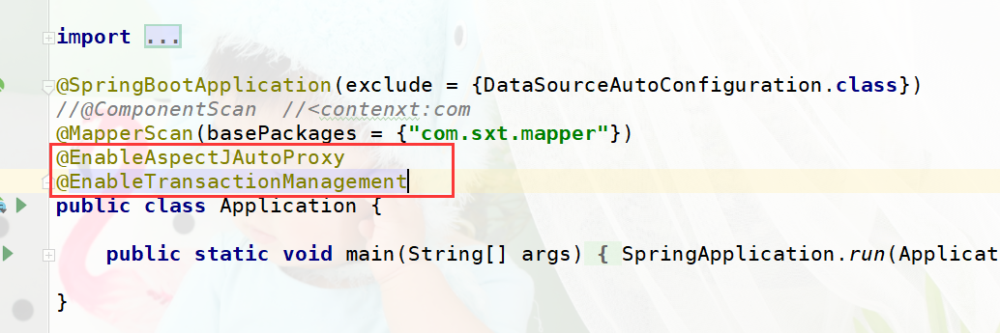 import ...
@SpringBootApplication(exclude = {DataSourceAutoConfiguration.class})
//@ComponentScan  //<contenxt:com
@MapperScan(basePackages = {"com.sxt.mapper"})
@EnableAspectJAutoProxy
@EnableTransactionManagement
public class Application {
public static void main(String[] args) { SpringApplication.run(Applicat
}